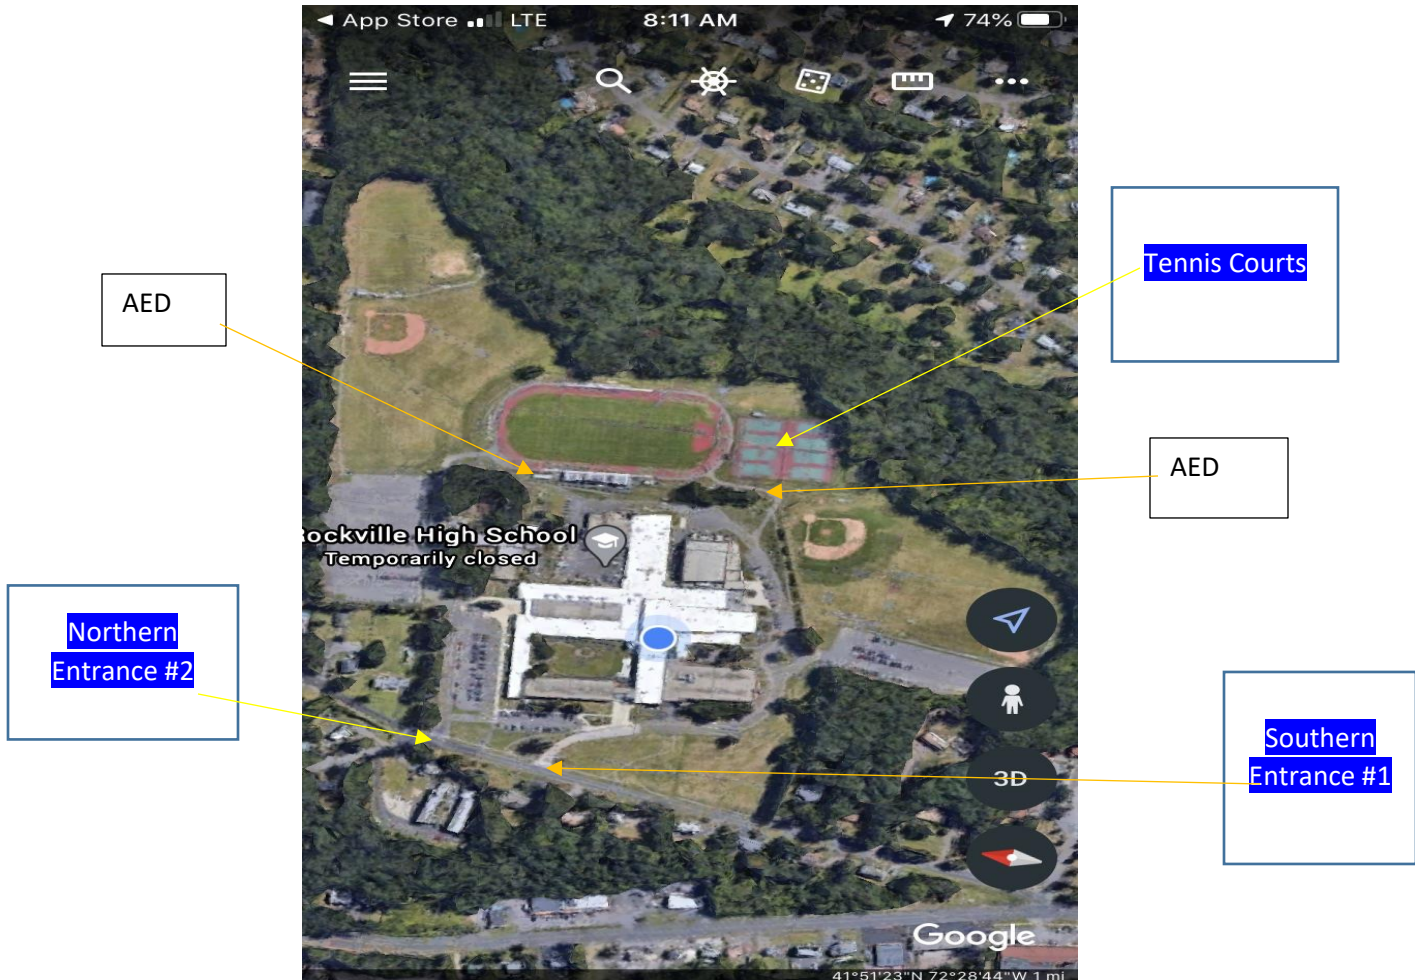 App Store LTE 8:11 AM 74%
Tennis Courts
AED
AED
Rockville High School
Temporarily closed
Northern
Entrance #2
Southern
Entrance #1
3D
Google
41°51'23"N 72°28'44"W 1 mi